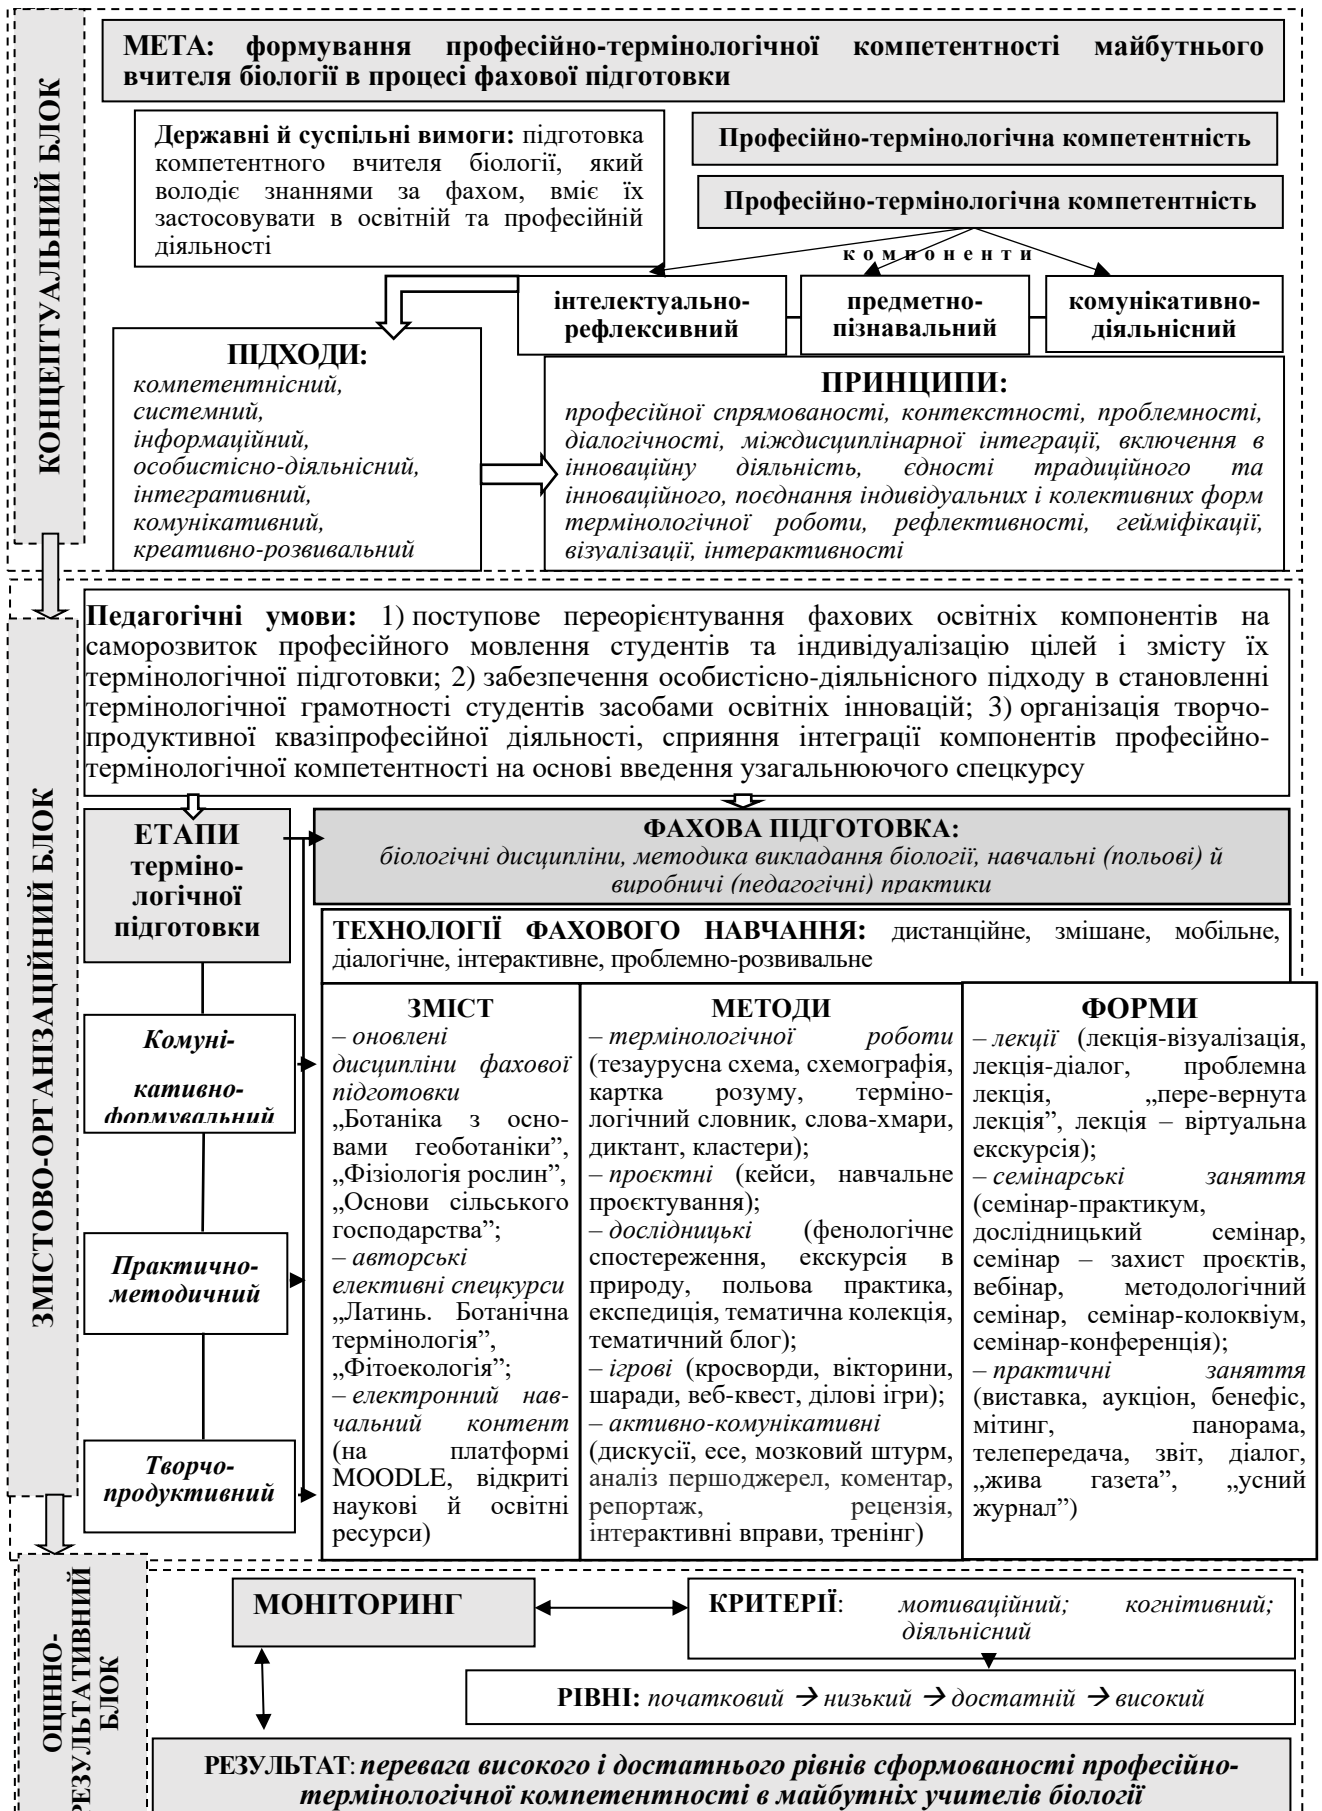 КОНЦЕПТУАЛЬНИЙ БЛОК
МЕТА: формування професійно-термінологічної компетентності майбутнього
вчителя біології в процесі фахової підготовки
Державні й суспільні вимоги: підготовка
компетентного вчителя біології, який
володіє знаннями за фахом, вміє їх
застосовувати в освітній та професійній
діяльності
Професійно-термінологічна компетентність
Професійно-термінологічна компетентність
компоненти
інтелектуально-
рефлексивний
предметно-
пізнавальний
комунікативно-
діяльнісний
ПІДХОДИ:
компетентнісний,
системний,
інформаційний,
особистісно-діяльнісний,
інтегративний,
комунікативний,
креативно-розвивальний
ПРИНЦИПИ:
професійної спрямованості, контекстності, проблемності,
діалогічності, міждисциплінарної інтеграції, включення в
інноваційну діяльність, єдності традиційного та
інноваційного, поєднання індивідуальних і колективних форм
термінологічної роботи, рефлективності, гейміфікації,
візуалізації, інтерактивності
ЗМІСТОВО-ОРГАНІЗАЦІЙНИЙ БЛОК
Педагогічні умови: 1) поступове переорієнтування фахових освітніх компонентів на
саморозвиток професійного мовлення студентів та індивідуалізацію цілей і змісту їх
термінологічної підготовки; 2) забезпечення особистісно-діяльнісного підходу в становленні
термінологічної грамотності студентів засобами освітніх інновацій; 3) організація творчо-
продуктивної квазіпрофесійної діяльності, сприяння інтеграції компонентів професійно-
термінологічної компетентності на основі введення узагальнюючого спецкурсу
ЕТАПИ
терміно-
логічної
підготовки
ФАХОВА ПІДГОТОВКА:
біологічні дисципліни, методика викладання біології, навчальні (польові) й
виробничі (педагогічні) практики
ТЕХНОЛОГІЇ ФАХОВОГО НАВЧАННЯ: дистанційне, змішане, мобільне,
діалогічне, інтерактивне, проблемно-розвивальне
Комуні-
кативно-
формувальний
Практично-
методичний
Творчо-
продуктивний
ЗМІСТ
– оновлені
дисципліни фахової
підготовки
„Ботаніка з осно-
вами геоботаніки”,
„Фізіологія рослин”,
„Основи сільського
господарства”;
– авторські
елективні спецкурси
„Латинь. Ботанічна
термінологія”,
„Фітоекологія”;
– електронний нав-
чальний контент
(на платформі
MOODLE, відкриті
наукові й освітні
ресурси)
МЕТОДИ
– термінологічної роботи
(тезаурусна схема, схемографія,
картка розуму, терміно-
логічний словник, слова-хмари,
диктант, кластери);
– проєктні (кейси, навчальне
проєктування);
– дослідницькі (фенологічне
спостереження, екскурсія в
природу, польова практика,
експедиція, тематична колекція,
тематичний блог);
– ігрові (кросворди, вікторини,
шаради, веб-квест, ділові ігри);
– активно-комунікативні
(дискусії, есе, мозковий штурм,
аналіз першоджерел, коментар,
репортаж, рецензія,
інтерактивні вправи, тренінг)
ФОРМИ
– лекції (лекція-візуалізація,
лекція-діалог, проблемна
лекція, „пере-вернута
лекція”, лекція – віртуальна
екскурсія);
– семінарські заняття
(семінар-практикум,
дослідницький семінар,
семінар – захист проєктів,
вебінар, методологічний
семінар, семінар-колоквіум,
семінар-конференція);
– практичні заняття
(виставка, аукціон, бенефіс,
мітинг, панорама,
телепередача, звіт, діалог,
„жива газета”, „усний
журнал”)
ОЦІННО-
РЕЗУЛЬТАТИВНИЙ
БЛОК
МОНІТОРИНГ
КРИТЕРІЇ: мотиваційний; когнітивний;
діяльнісний
РІВНІ: початковий → низький → достатній → високий
РЕЗУЛЬТАТ: перевага високого і достатнього рівнів сформованості професійно-
термінологічної компетентності в майбутніх учителів біології